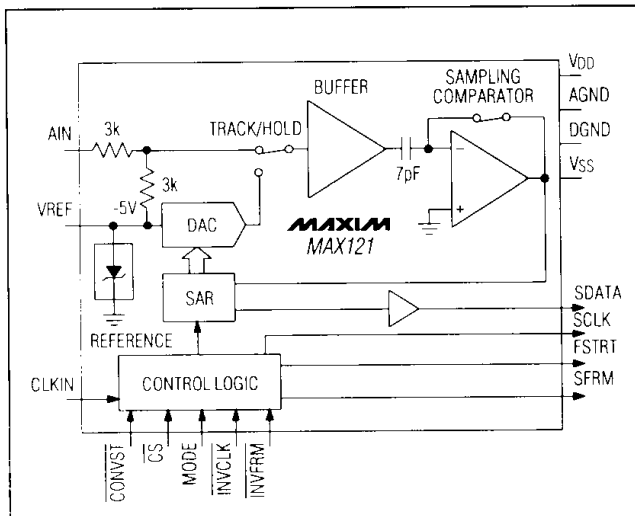 BUFFER
SAMPLING
COMPARATOR
VDD
AGND
DGND
VSS
AIN
3k
TRACK/HOLD
3k
7pF
-5V
VREF
DAC
MAXIM
MAX121
SAR
SDATA
SCLK
FSTRT
SFRM
REFERENCE
CLKIN
CONTROL LOGIC
CONVST
CS
MODE
INVCLK
INVFRM
−
+